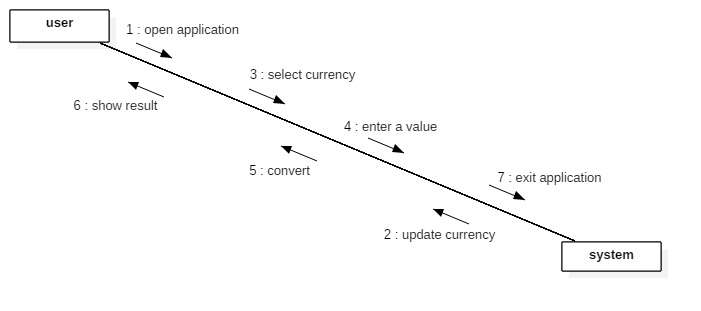 user
1 : open application
3 : select currency
6 : show result
4 : enter a value
5 : convert
7 : exit application
2 : update currency
system